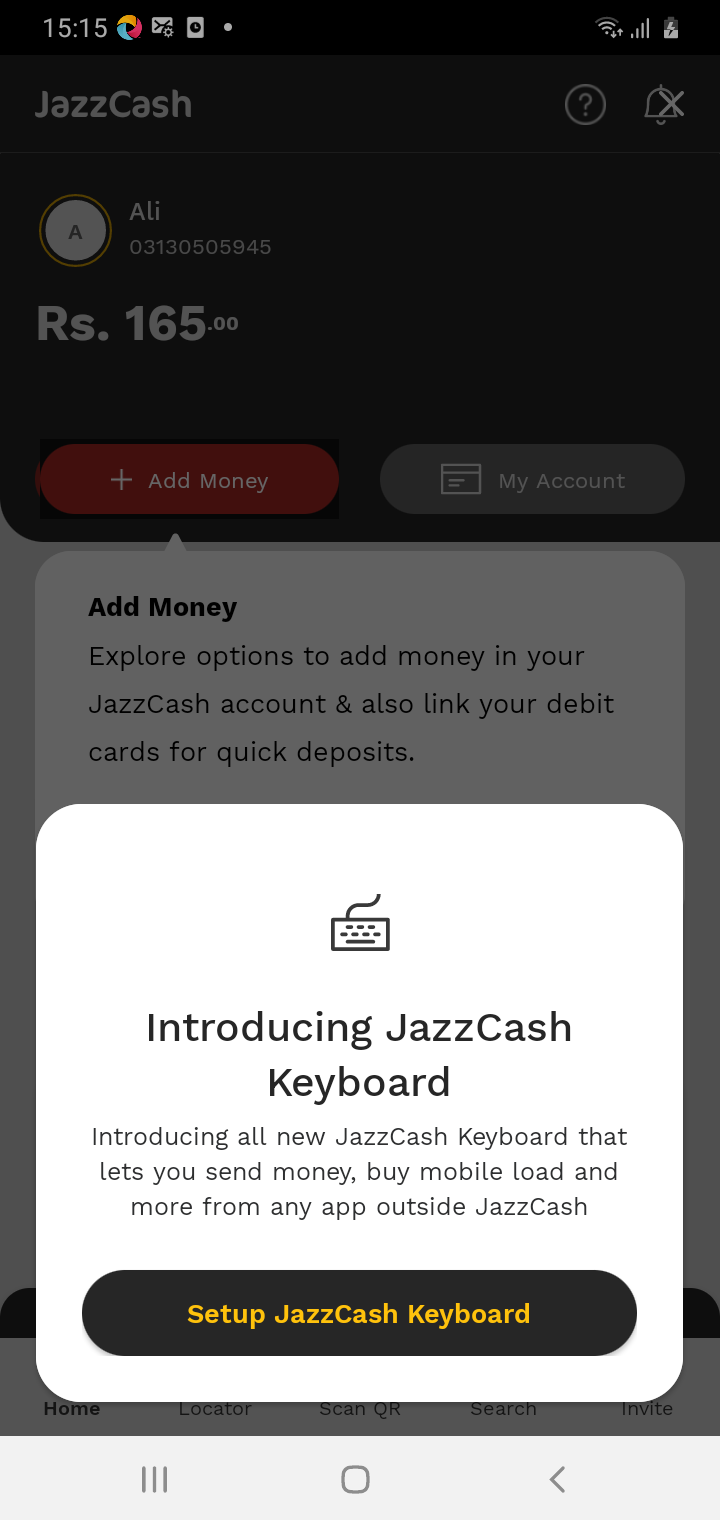 15:15
JazzCash
?
Ali
A
03130505945
Rs. 165.00
Add Money
My Account
Add Money
Explore options to add money in your
JazzCash account & also link your debit
cards for quick deposits.
Introducing JazzCash
Keyboard
Introducing all new JazzCash Keyboard that
lets you send money, buy mobile load and
more from any app outside JazzCash
Setup JazzCash Keyboard
Home Locator Scan QR Search Invite